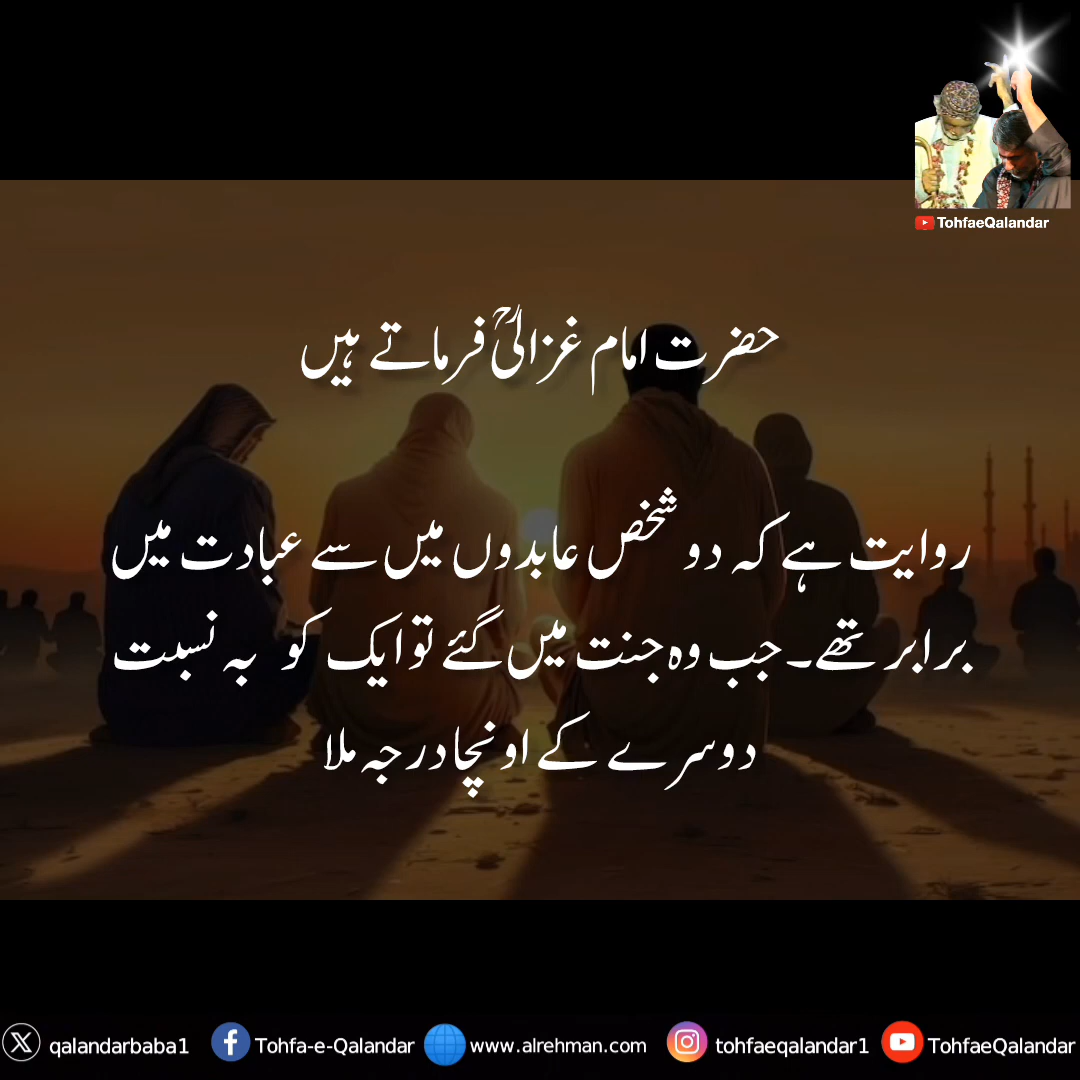 TohfaeQalandar
حضرت امام غزالیؒ فرماتے ہیں
روایت ہے کہ دو شخص عابدوں میں سے عبادت میں
برابر تھے۔ جب وہ جنت میں گئے تو ایک کو بہ نسبت
دوسرے کے اونچا درجہ ملا
qalandarbaba1 Tohfa-e-Qalandar www.alrehman.com tohfaeqalandar1 TohfaeQalandar